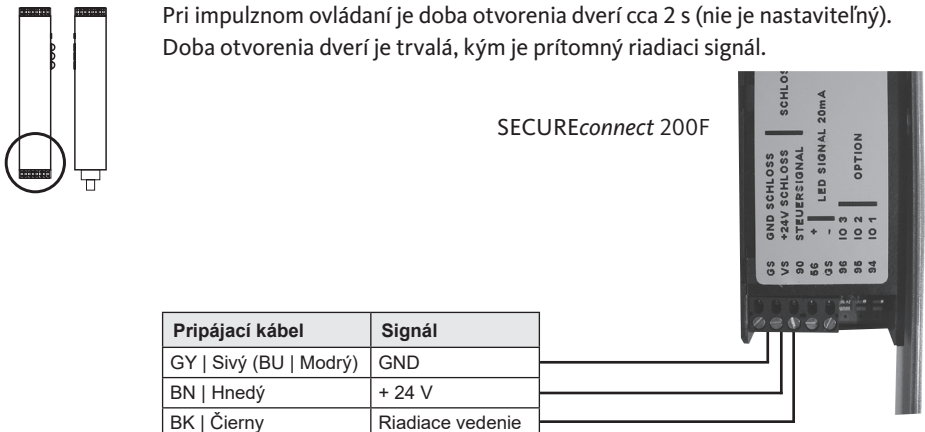 Pri impulznom ovládaní je doba otvorenia dverí cca 2 s (nie je nastaviteľný).
Doba otvorenia dverí je trvalá, kým je prítomný riadiaci signál.
SECUREconnect 200F
SCHLOS
GS GND SCHLOSS
VS +24V SCHLOSS
90 STEUERSIGNAL
56 + LED SIGNAL 20mA
GS -
96 IO 3
95 IO 2 OPTION
94 IO 1
Pripájací kábel Signál
GY | Sivý (BU | Modrý) GND
BN | Hnedý + 24 V
BK | Čierny Riadiace vedenie